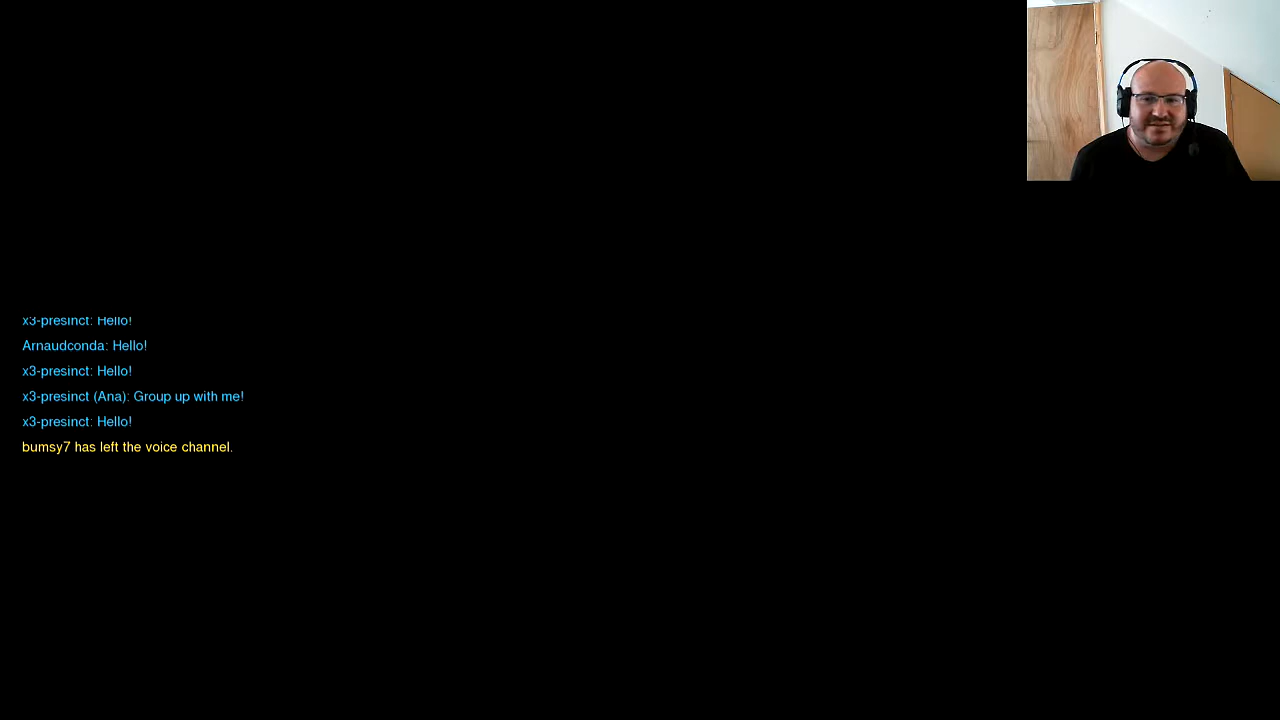 x3-presinct: Hello!
Arnaudconda: Hello!
x3-presinct: Hello!
x3-presinct (Ana): Group up with me!
x3-presinct: Hello!
bumsy7 has left the voice channel.